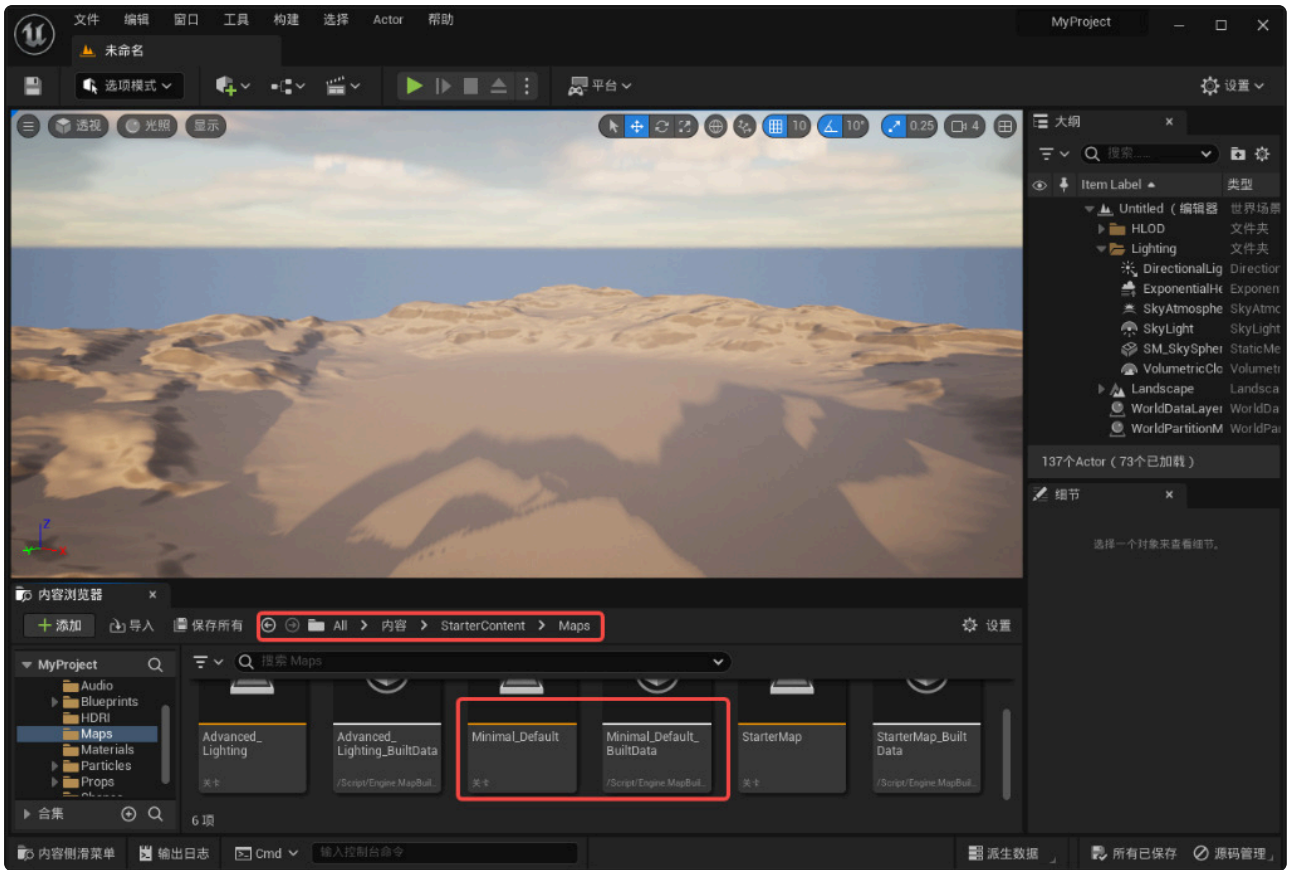 文件 编辑 窗口 工具 构建 选择 Actor 帮助
MyProject
未命名
选项模式
平台
设置
透视 光照 显示
10 10° 0.25 4
大纲
搜索......
Item Label 类型
Untitled（编辑器 世界场景
HLOD 文件夹
Lighting 文件夹
DirectionalLig Direction
ExponentialHe Exponen
SkyAtmosphe SkyAtmo
SkyLight SkyLight
SM_SkySpher StaticMe
VolumetricClo Volumetr
Landscape Landsca
WorldDataLayer WorldDa
WorldPartitionM WorldPar
137个Actor（73个已加载）
细节
选择一个对象来查看细节。
Z
内容浏览器
添加 导入 保存所有 All 内容 StarterContent Maps 设置
MyProject
搜索 Maps
Audio
Blueprints
HDRI
Maps
Materials
Particles
Props
合集
Advanced_
Lighting
关卡
Advanced_
Lighting_BuiltData
/Script/Engine.MapBuil...
Minimal_Default
关卡
Minimal_Default_
BuiltData
/Script/Engine.MapBuil...
StarterMap
关卡
StarterMap_Built
Data
/Script/Engine.MapBuil...
6 项
内容侧滑菜单 输出日志 Cmd 输入控制台命令 派生数据 所有已保存 源码管理